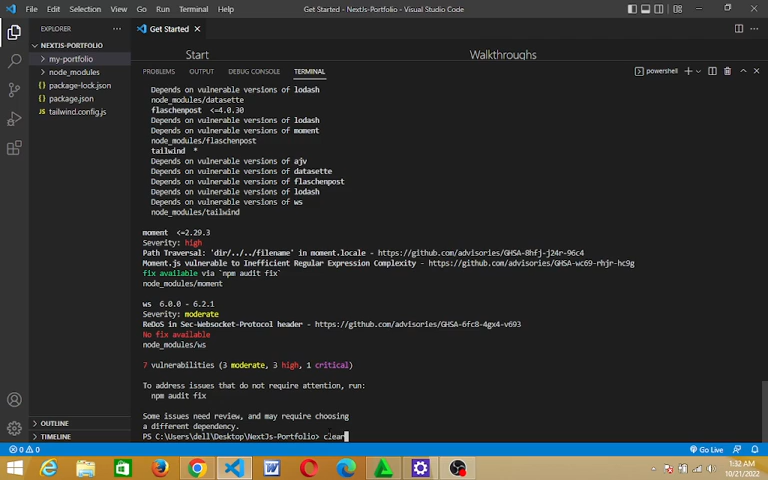 File Edit Selection View Go Run Terminal Help
Get Started - NextJs-Portfolio - Visual Studio Code
EXPLORER
Get Started
NEXTJS-PORTFOLIO
my-portfolio
node_modules
package-lock.json
package.json
tailwind.config.js
OUTLINE
TIMELINE
Start
Walkthroughs
PROBLEMS OUTPUT DEBUG CONSOLE TERMINAL
powershell
Depends on vulnerable versions of lodash
node_modules/datasette
flaschenpost <=4.0.30
Depends on vulnerable versions of lodash
Depends on vulnerable versions of moment
node_modules/flaschenpost
tailwind *
Depends on vulnerable versions of ajv
Depends on vulnerable versions of datasette
Depends on vulnerable versions of flaschenpost
Depends on vulnerable versions of lodash
Depends on vulnerable versions of ws
node_modules/tailwind
moment <=2.29.3
Severity: high
Path Traversal: 'dir/../../filename' in moment.locale - https://github.com/advisories/GHSA-8hfj-j24r-96c4
Moment.js vulnerable to Inefficient Regular Expression Complexity - https://github.com/advisories/GHSA-wc69-rhjr-hc9g
fix available via `npm audit fix`
node_modules/moment
ws 6.0.0 - 6.2.1
Severity: moderate
ReDoS in Sec-Websocket-Protocol header - https://github.com/advisories/GHSA-6fc8-4gx4-v693
No fix available
node_modules/ws
7 vulnerabilities (3 moderate, 3 high, 1 critical)
To address issues that do not require attention, run:
npm audit fix
Some issues need review, and may require choosing
a different dependency.
PS C:\Users\dell\Desktop\NextJs-Portfolio> clear
0 0
Go Live
1:32 AM
10/21/2022